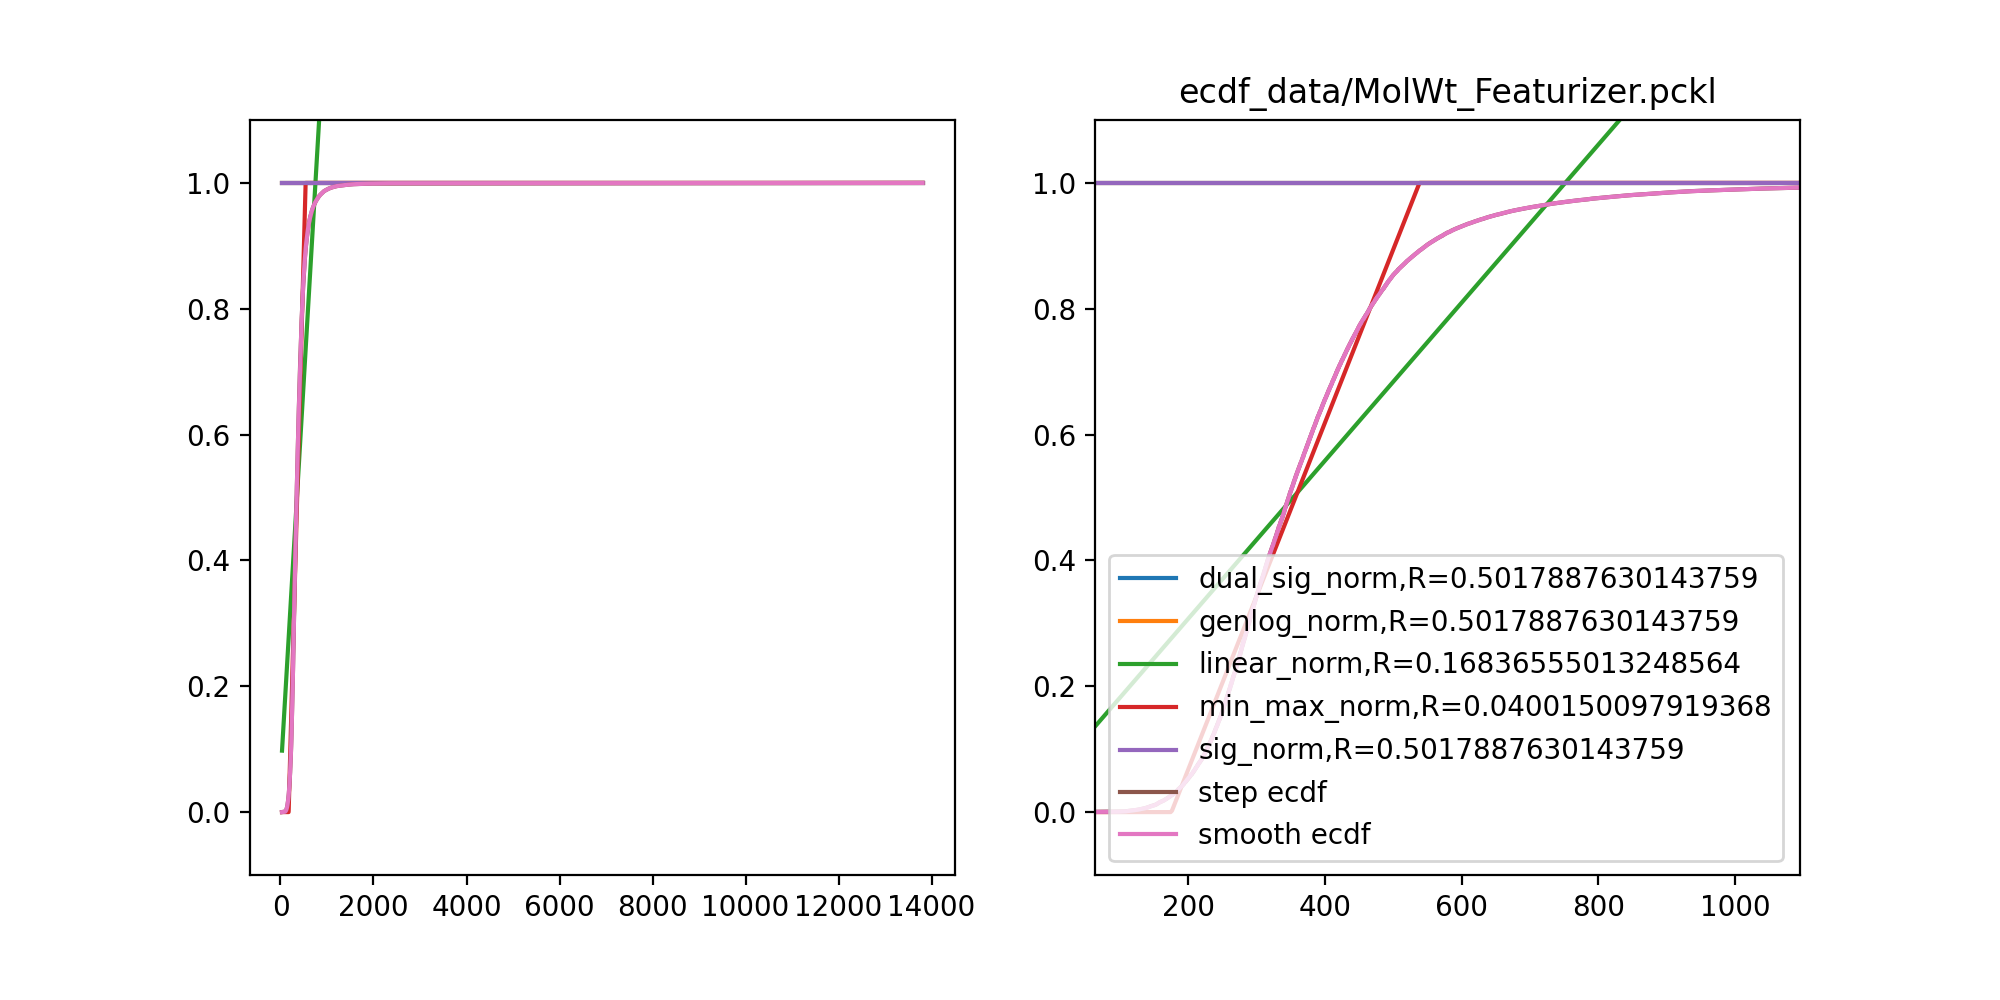 1.0
0.8
0.6
0.4
0.2
0.0
0 2000 4000 6000 8000 10000 12000 14000
ecdf_data/MolWt_Featurizer.pckl
1.0
0.8
0.6
0.4
0.2
0.0
200 400 600 800 1000
dual_sig_norm,R=0.5017887630143759
genlog_norm,R=0.5017887630143759
linear_norm,R=0.16836555013248564
min_max_norm,R=0.0400150097919368
sig_norm,R=0.5017887630143759
step ecdf
smooth ecdf